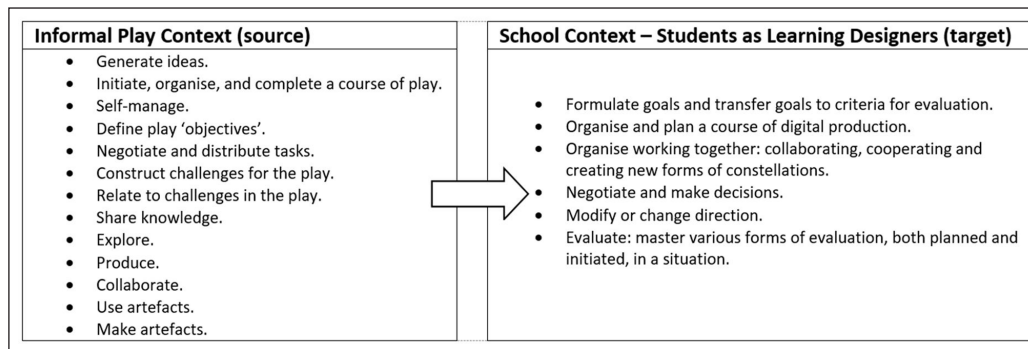 Informal Play Context (source)
• Generate ideas.
• Initiate, organise, and complete a course of play.
• Self-manage.
• Define play ‘objectives’.
• Negotiate and distribute tasks.
• Construct challenges for the play.
• Relate to challenges in the play.
• Share knowledge.
• Explore.
• Produce.
• Collaborate.
• Use artefacts.
• Make artefacts.
School Context – Students as Learning Designers (target)
• Formulate goals and transfer goals to criteria for evaluation.
• Organise and plan a course of digital production.
• Organise working together: collaborating, cooperating and
creating new forms of constellations.
• Negotiate and make decisions.
• Modify or change direction.
• Evaluate: master various forms of evaluation, both planned and
initiated, in a situation.